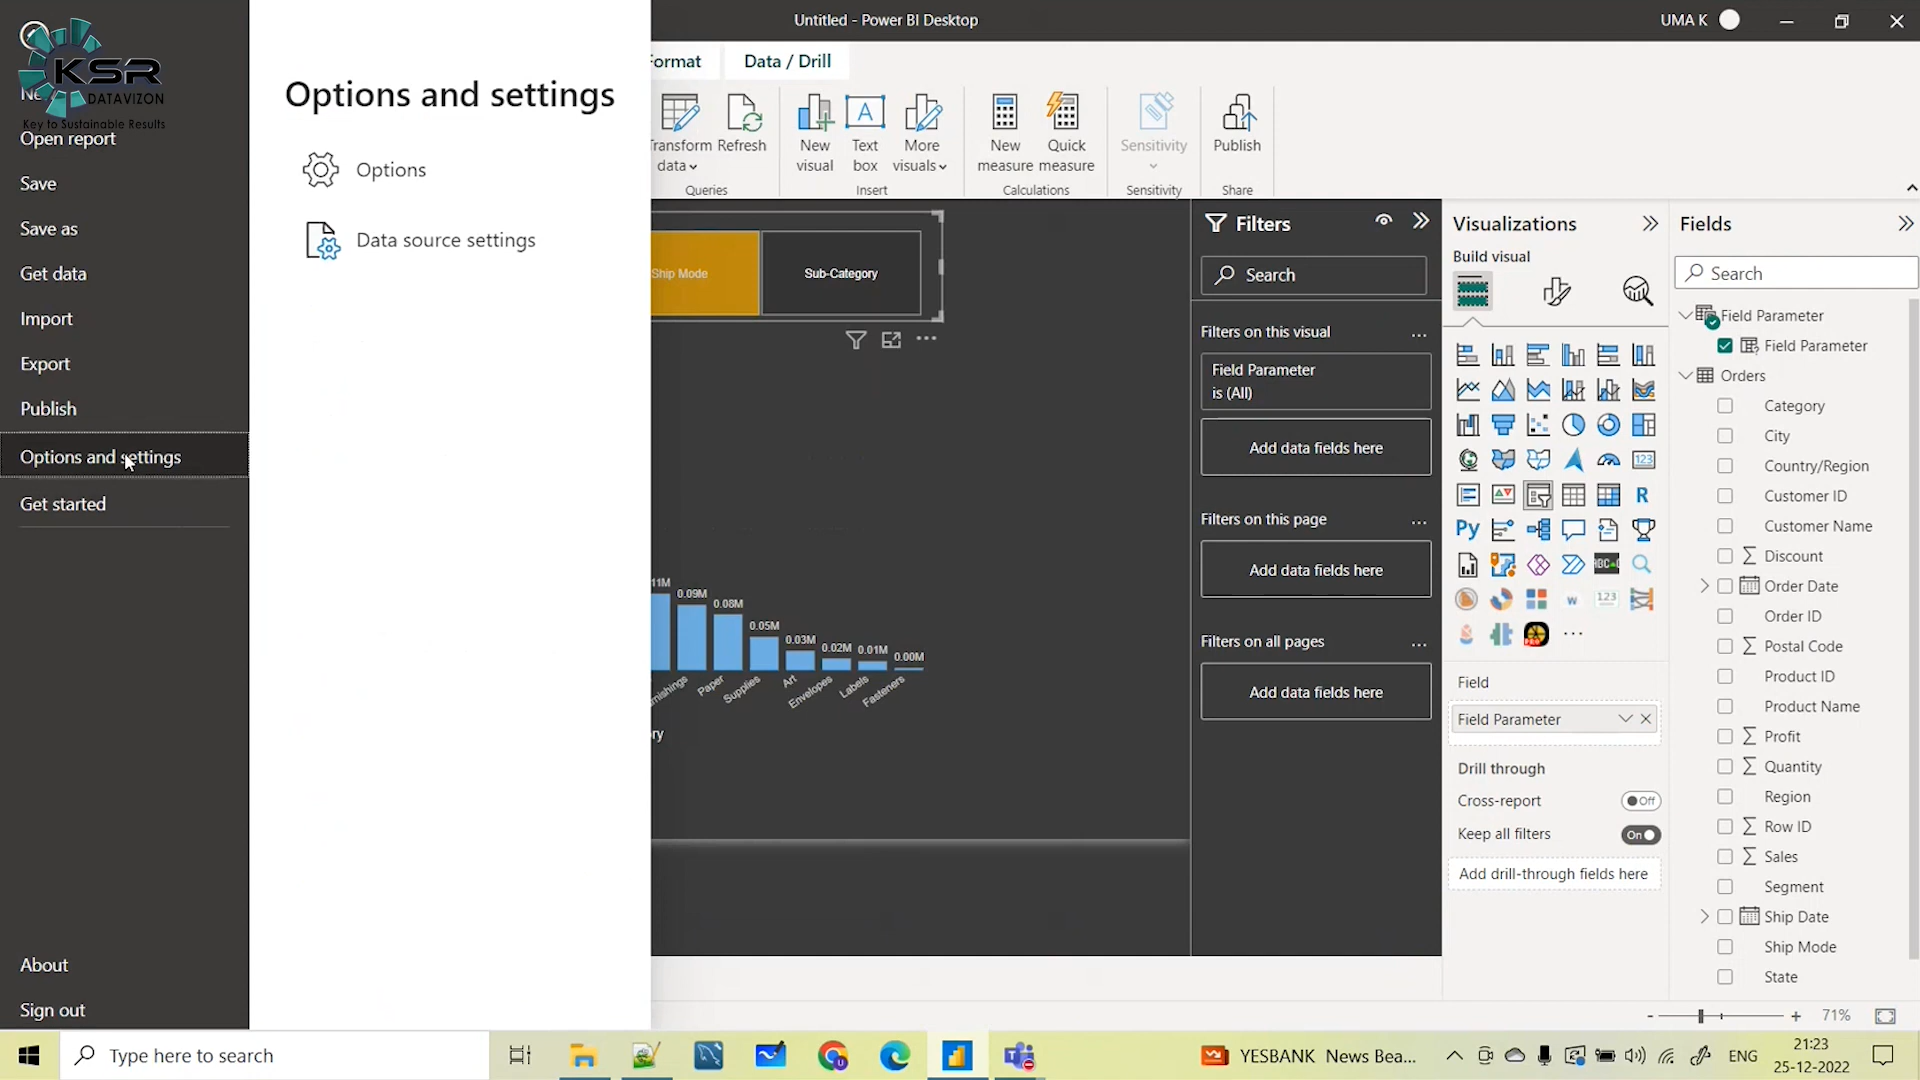 Untitled - Power BI Desktop
UMA K
KSR
DATAVIZON
Key to Sustainable Results
Open report
Save
Save as
Get data
Import
Export
Publish
Options and settings
Get started
About
Sign out
Options and settings
Options
Data source settings
Format
Data / Drill
Transform data
Refresh
Queries
New visual
Text box
More visuals
Insert
New measure
Quick measure
Calculations
Sensitivity
Sensitivity
Publish
Share
Ship Mode
Sub-Category
11M
0.09M
0.08M
0.05M
0.03M
0.02M
0.01M
0.00M
Paper
Supplies
Art
Envelopes
Labels
Fasteners
Filters
Search
Filters on this visual
Field Parameter
is (All)
Add data fields here
Filters on this page
Add data fields here
Filters on all pages
Add data fields here
Visualizations
Build visual
123
R
Py
Field
Field Parameter
Drill through
Cross-report
Off
Keep all filters
On
Add drill-through fields here
Fields
Search
Field Parameter
Field Parameter
Orders
Category
City
Country/Region
Customer ID
Customer Name
Discount
Order Date
Order ID
Postal Code
Product ID
Product Name
Profit
Quantity
Region
Row ID
Sales
Segment
Ship Date
Ship Mode
State
71%
Type here to search
YESBANK News Bea...
ENG
21:23
25-12-2022